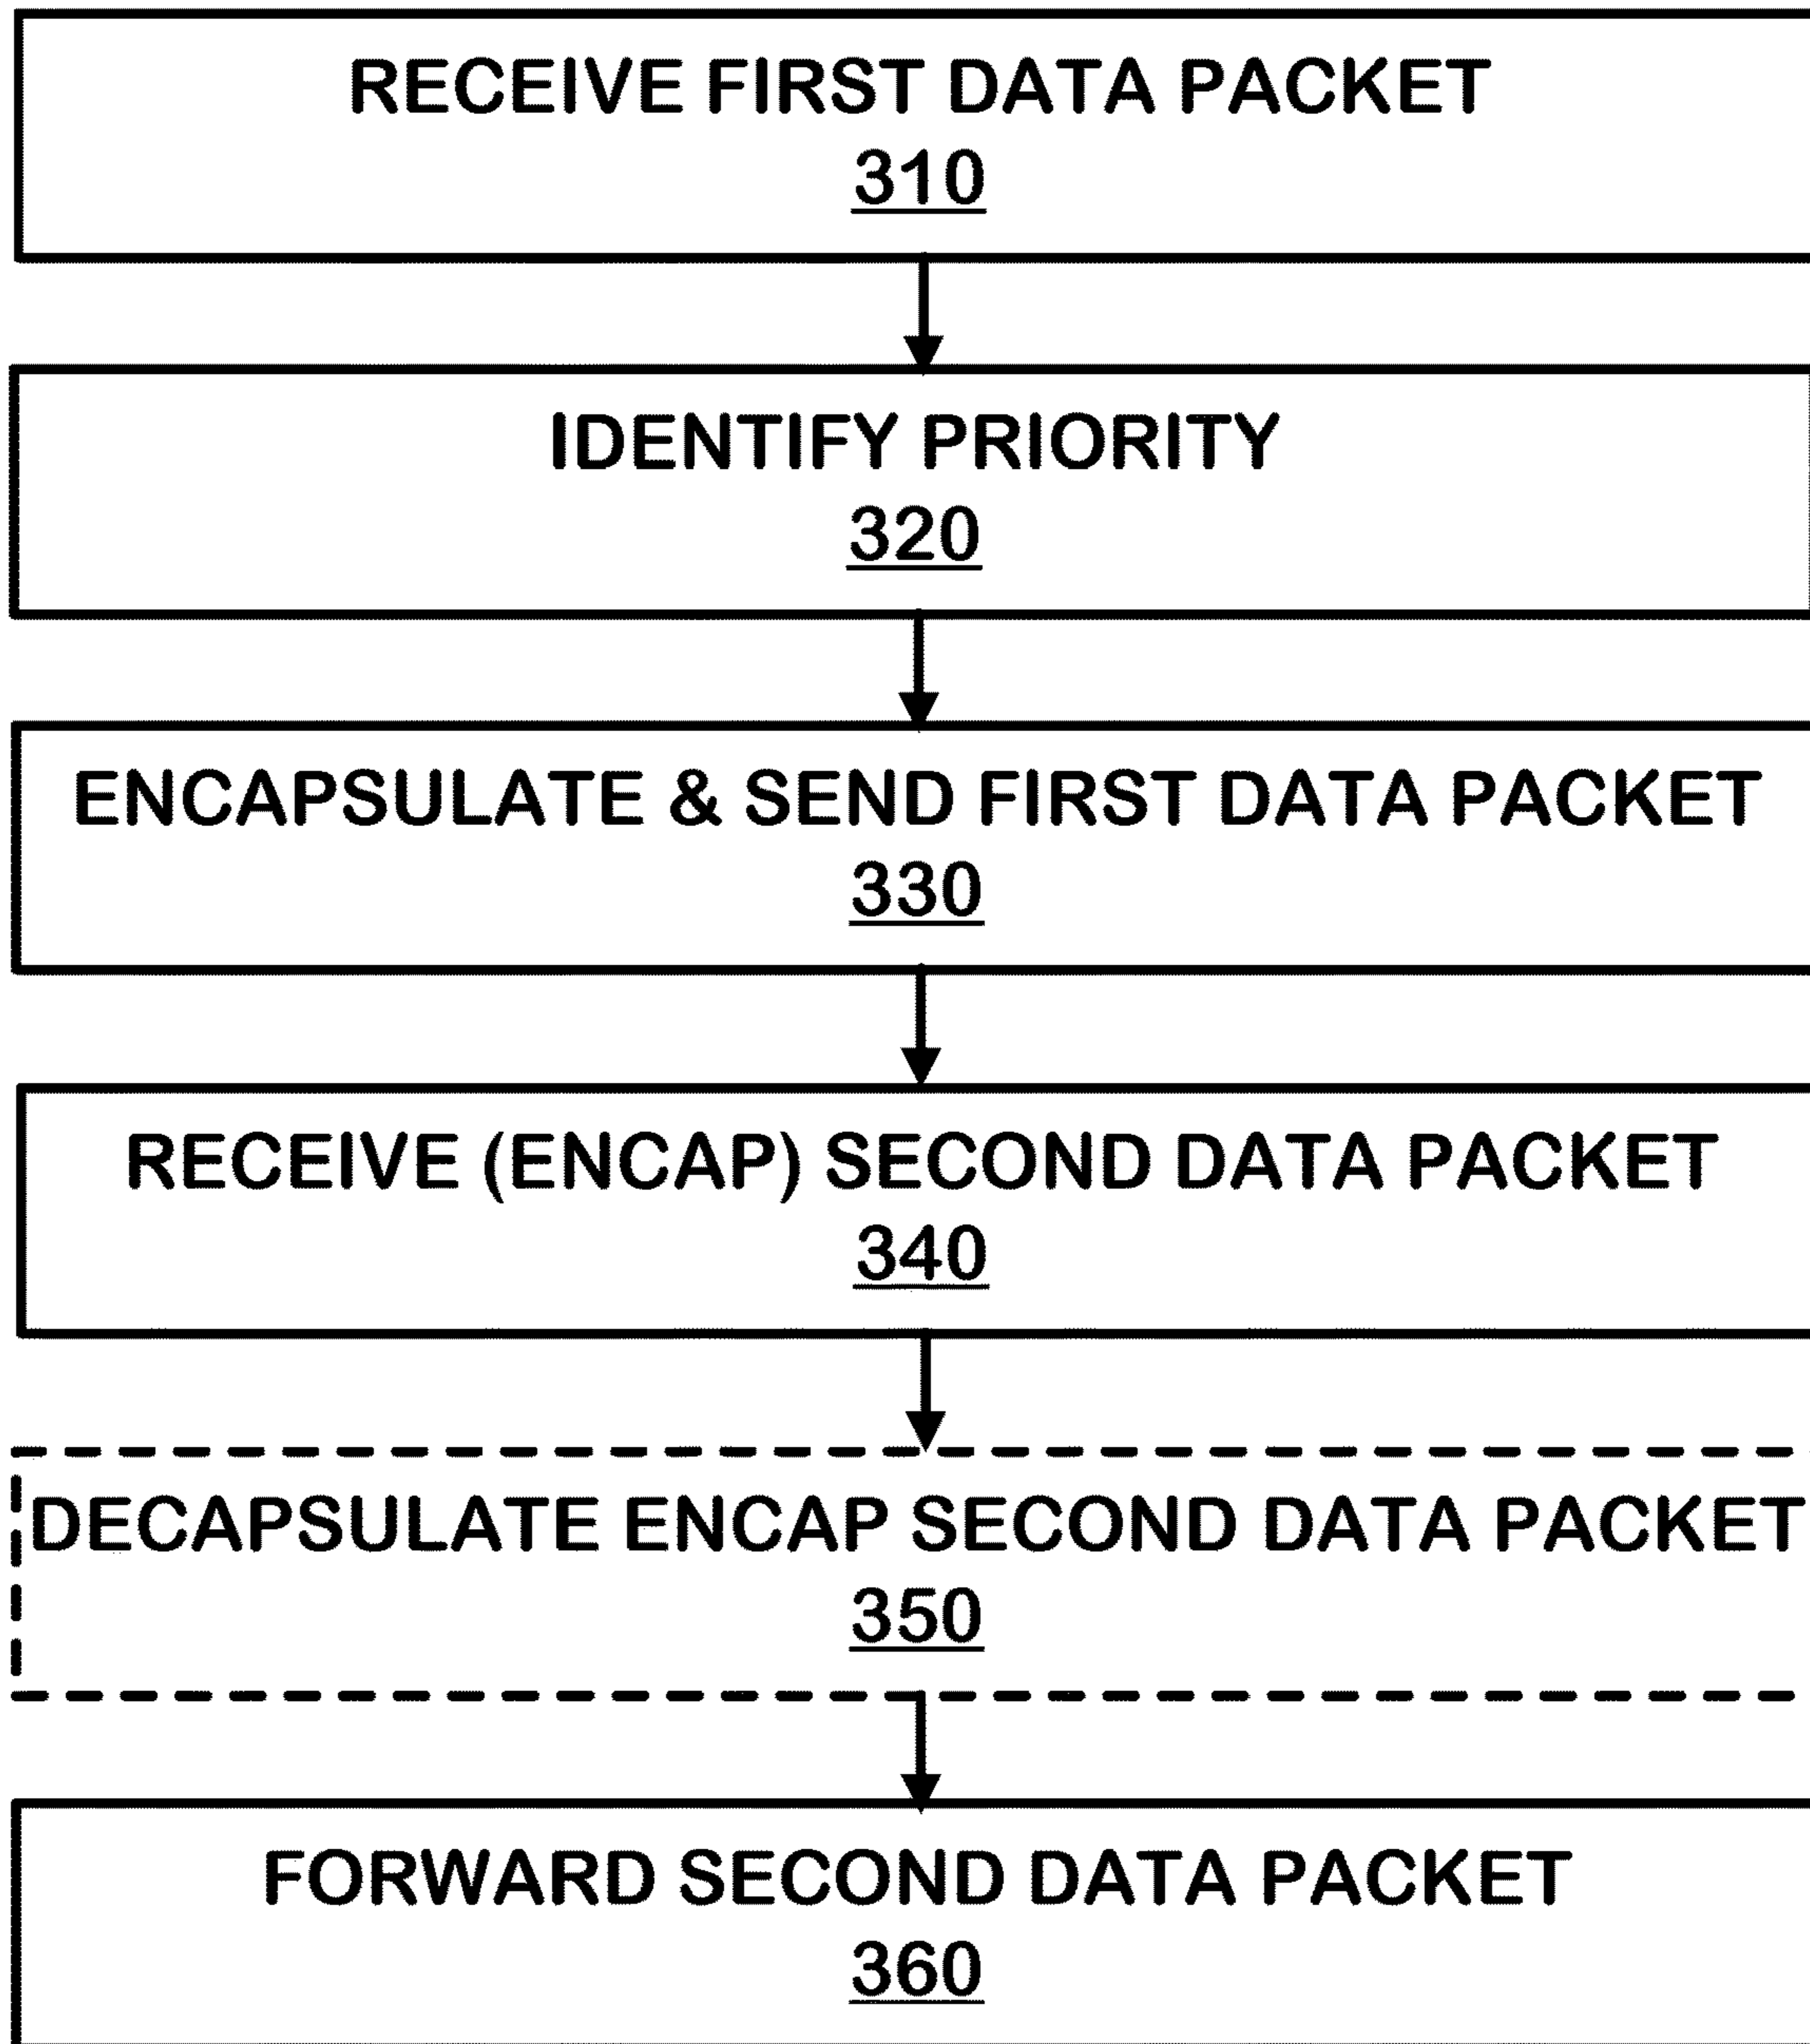 RECEIVE FIRST DATA PACKET
310
IDENTIFY PRIORITY
320
ENCAPSULATE & SEND FIRST DATA PACKET
330
RECEIVE (ENCAP) SECOND DATA PACKET
340
DECAPSULATE ENCAP SECOND DATA PACKET
350
FORWARD SECOND DATA PACKET
360